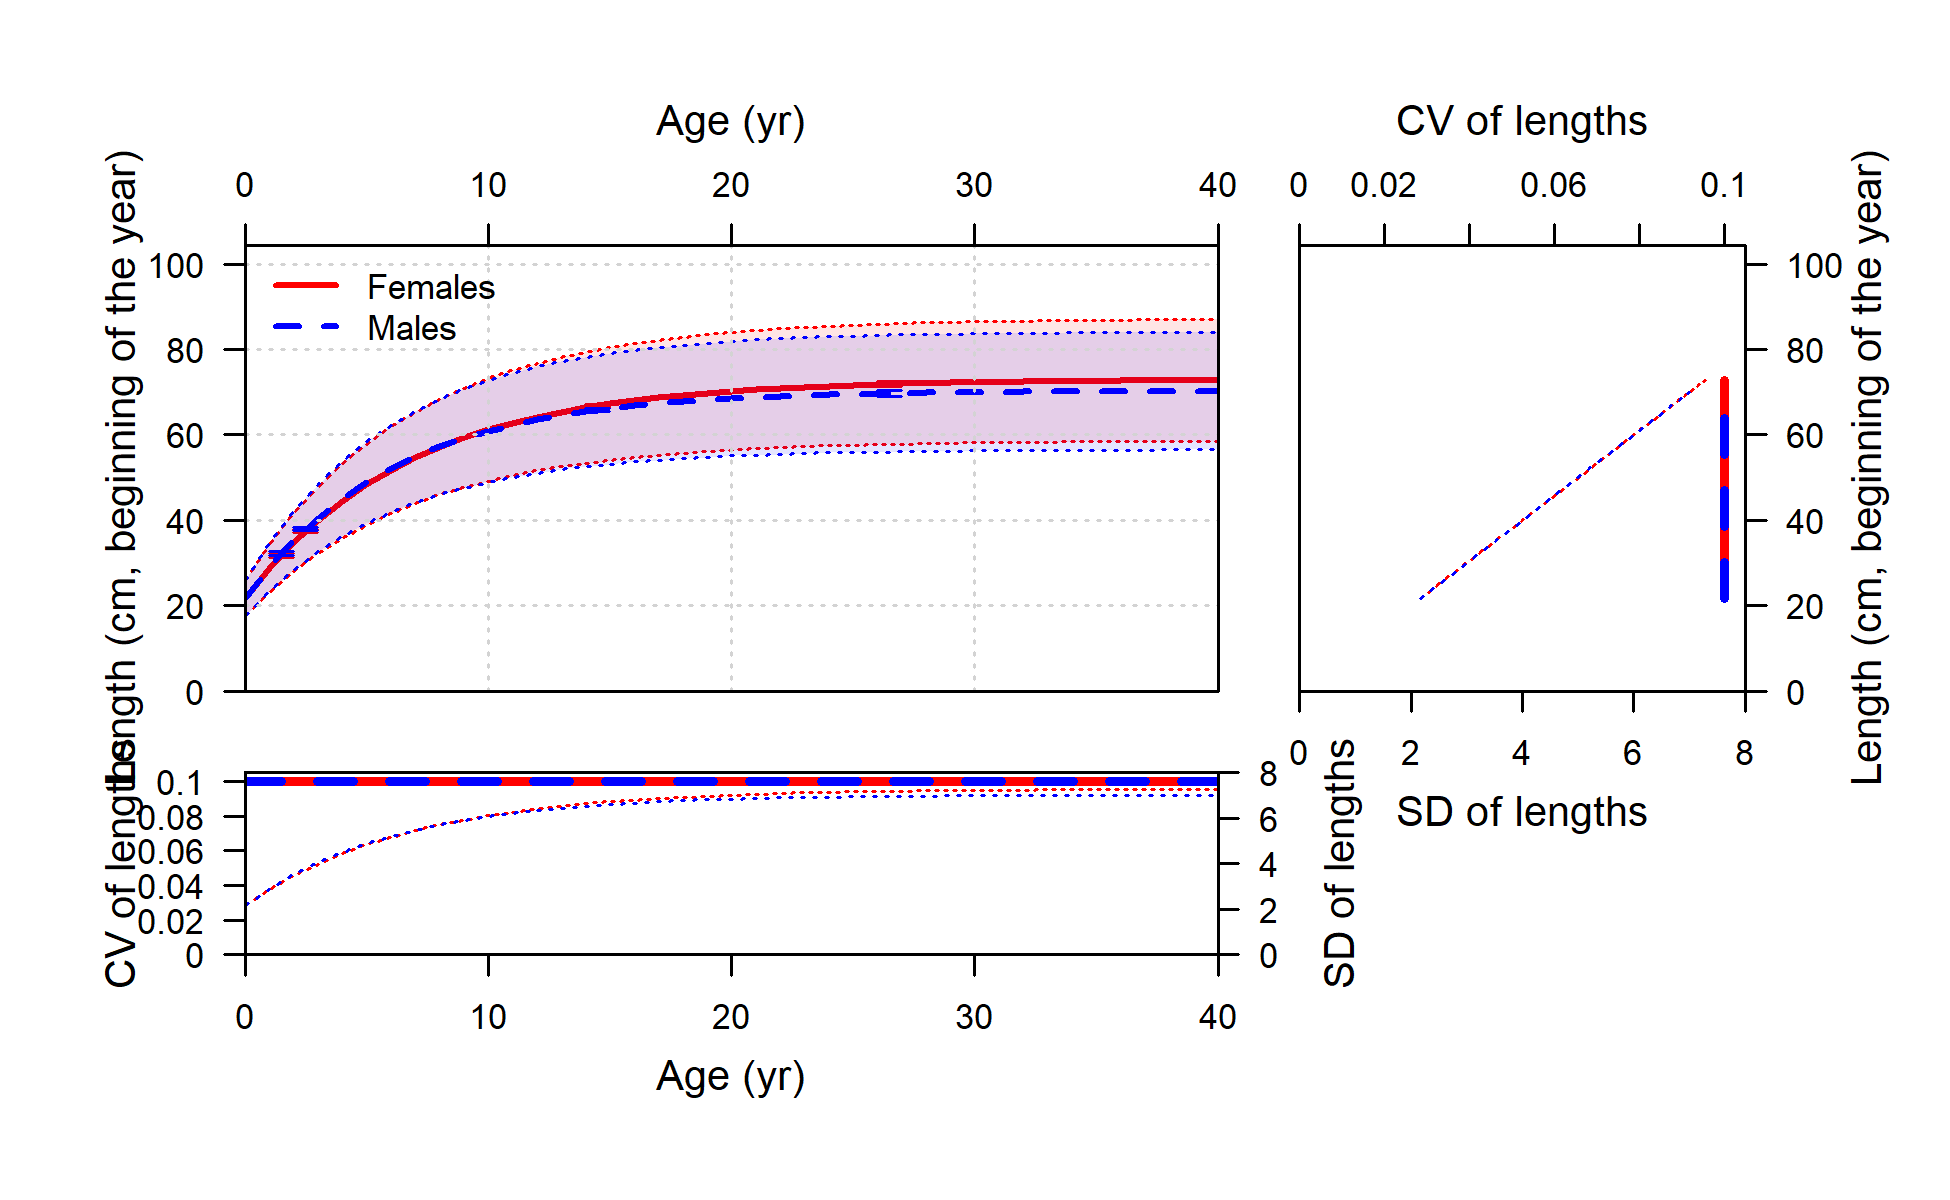 Age (yr)
CV of lengths
0 10 20 30 40
0 0.02 0.06 0.1
Length (cm, beginning of the year)
100
80
60
40
20
0
Females
Males
100
80
60
40
20
0
Length (cm, beginning of the year)
0 2 4 6 8
SD of lengths
CV of lengths
0.1
0.08
0.06
0.04
0.02
0
8
6
4
2
0
SD of lengths
0 10 20 30 40
Age (yr)